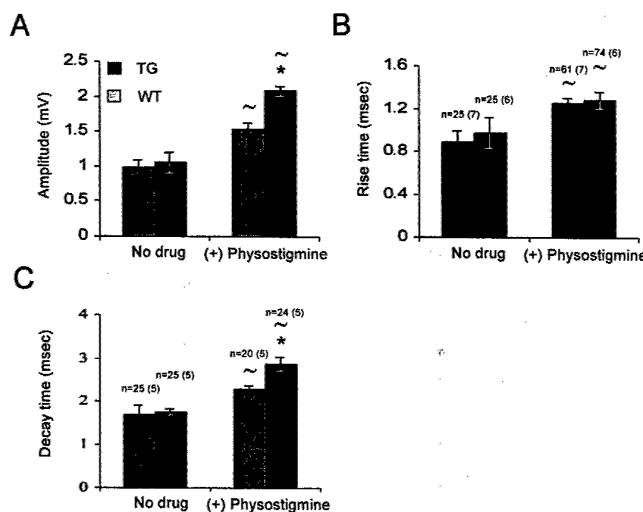 A
Amplitude (mV)
2.5
2
1.5
1
0.5
0
TG
WT
~
~
*
No drug
(+) Physostigmine
B
Rise time (msec)
1.6
1.2
0.8
0.4
0
n=25 (7)
n=25 (6)
n=61 (7)
~
n=74 (6)
~
No drug
(+) Physostigmine
C
Decay time (msec)
4
3
2
1
0
n=25 (5)
n=25 (5)
n=20 (5)
~
n=24 (5)
~
*
No drug
(+) Physostigmine